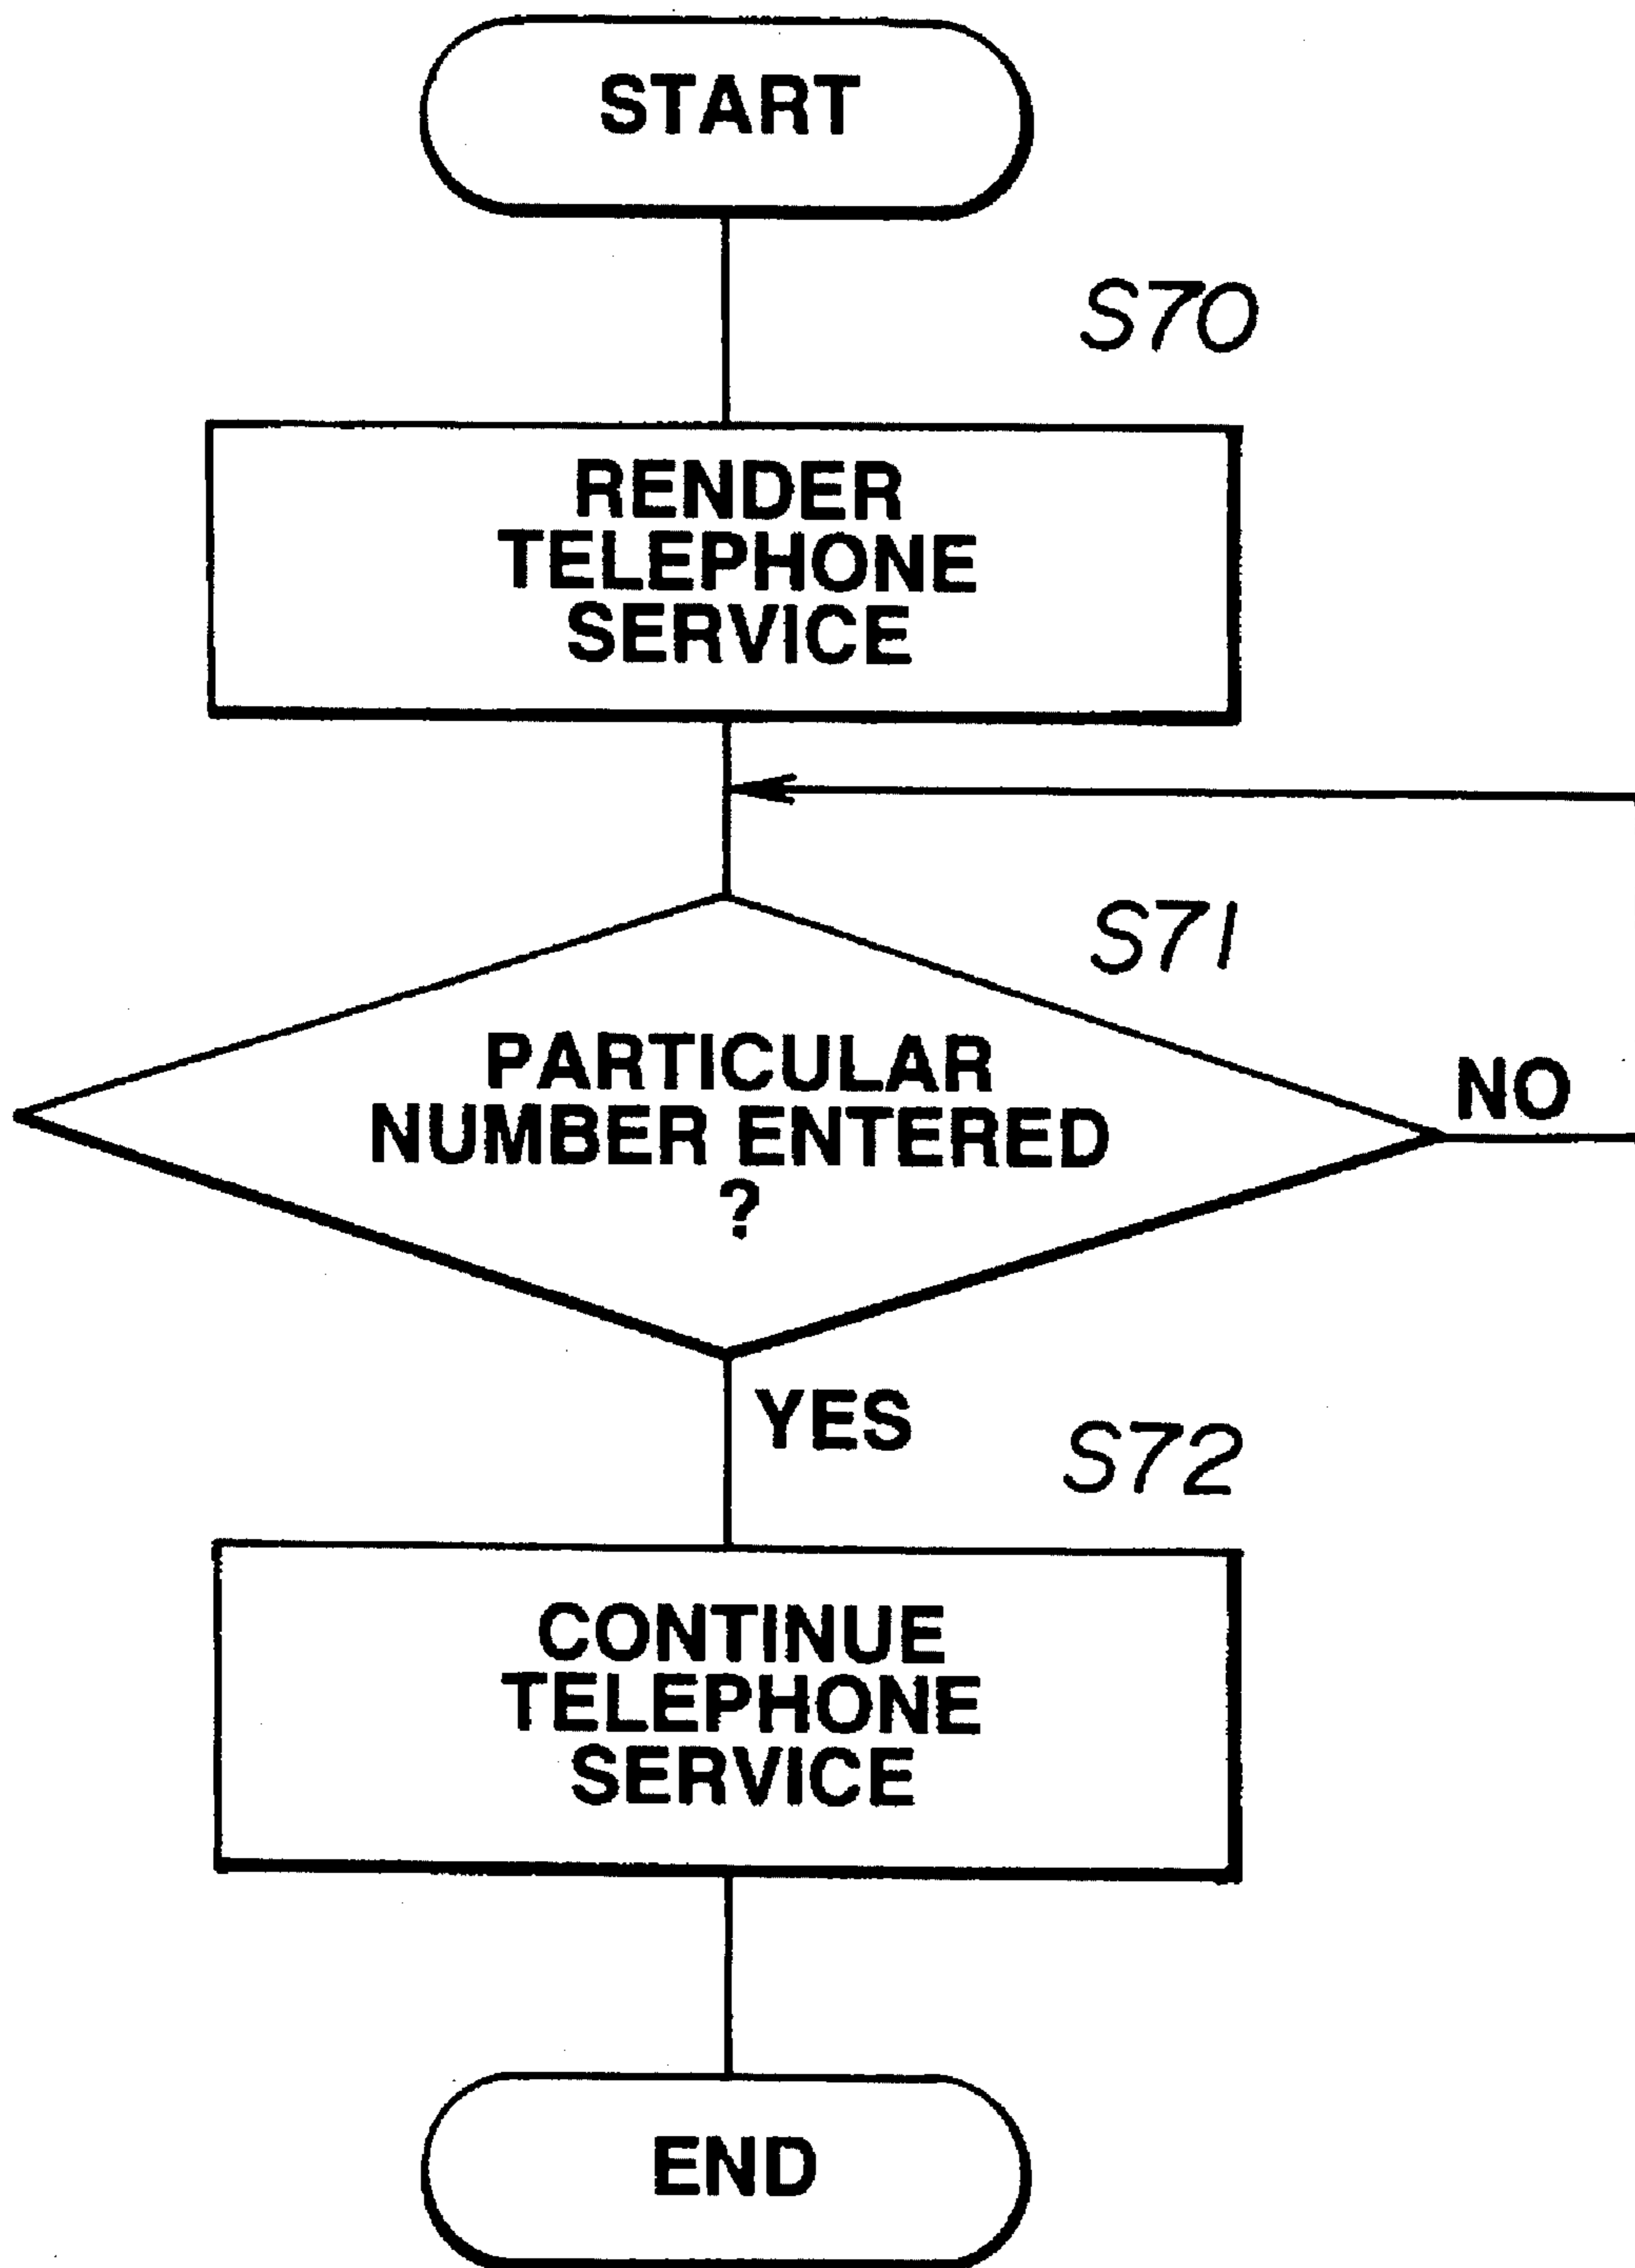 START
S70
RENDER
TELEPHONE
SERVICE
S71
PARTICULAR
NUMBER ENTERED
?
NO
YES
S72
CONTINUE
TELEPHONE
SERVICE
END